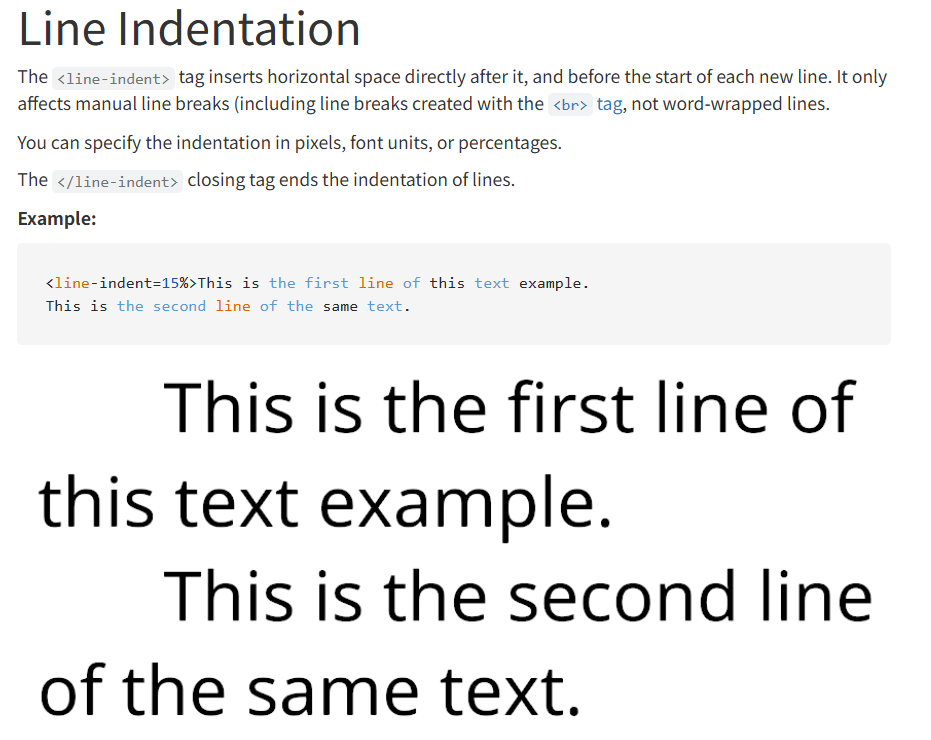 Line Indentation
The <line-indent> tag inserts horizontal space directly after it, and before the start of each new line. It only
affects manual line breaks (including line breaks created with the <br> tag, not word-wrapped lines.
You can specify the indentation in pixels, font units, or percentages.
The </line-indent> closing tag ends the indentation of lines.
Example:
<line-indent=15%>This is the first line of this text example.
This is the second line of the same text.
This is the first line of
this text example.
This is the second line
of the same text.